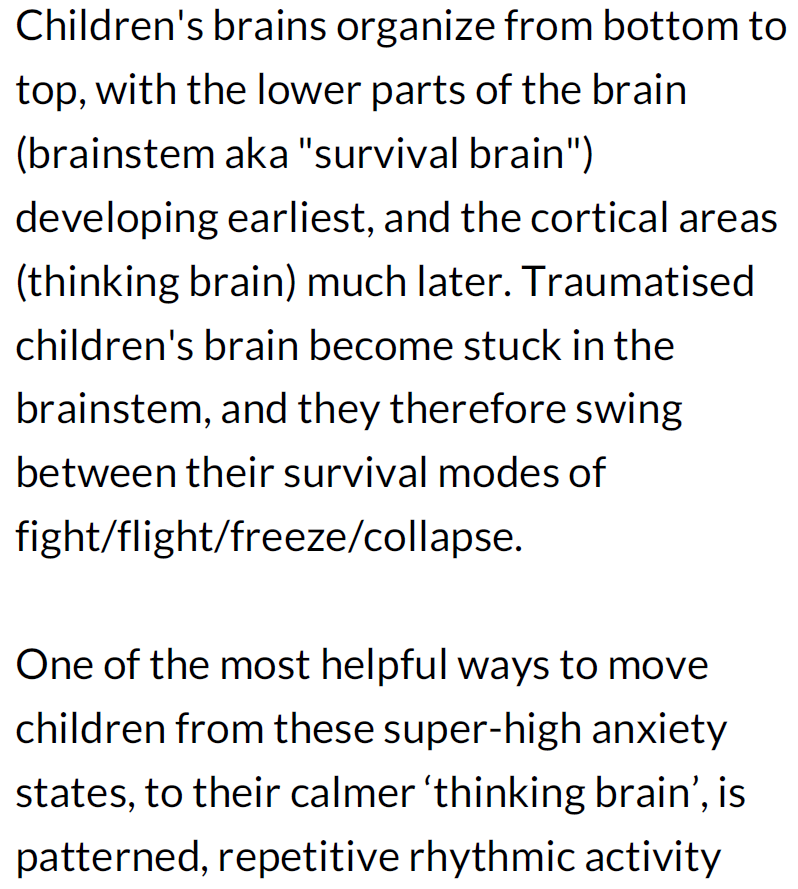 Children's brains organize from bottom to
top, with the lower parts of the brain
(brainstem aka "survival brain")
developing earliest, and the cortical areas
(thinking brain) much later. Traumatised
children's brain become stuck in the
brainstem, and they therefore swing
between their survival modes of
fight/flight/freeze/collapse.

One of the most helpful ways to move
children from these super-high anxiety
states, to their calmer ‘thinking brain’, is
patterned, repetitive rhythmic activity